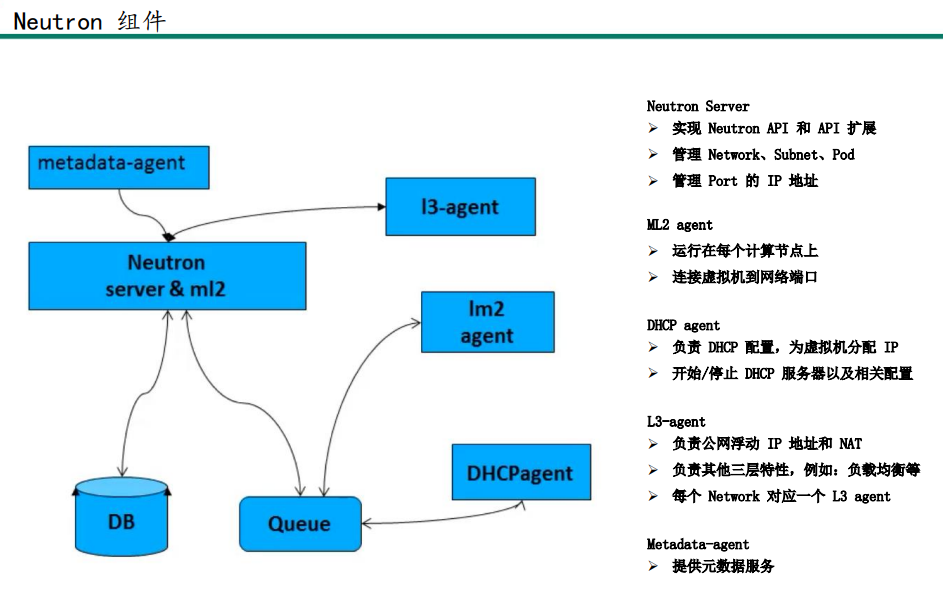 Neutron 组件
metadata-agent
l3-agent
Neutron
server & ml2
lm2
agent
DHCPagent
DB
Queue
Neutron Server
➢ 实现 Neutron API 和 API 扩展
➢ 管理 Network、Subnet、Pod
➢ 管理 Port 的 IP 地址
ML2 agent
➢ 运行在每个计算节点上
➢ 连接虚拟机到网络端口
DHCP agent
➢ 负责 DHCP 配置，为虚拟机分配 IP
➢ 开始/停止 DHCP 服务器以及相关配置
L3-agent
➢ 负责公网浮动 IP 地址和 NAT
➢ 负责其他三层特性，例如：负载均衡等
➢ 每个 Network 对应一个 L3 agent
Metadata-agent
➢ 提供元数据服务